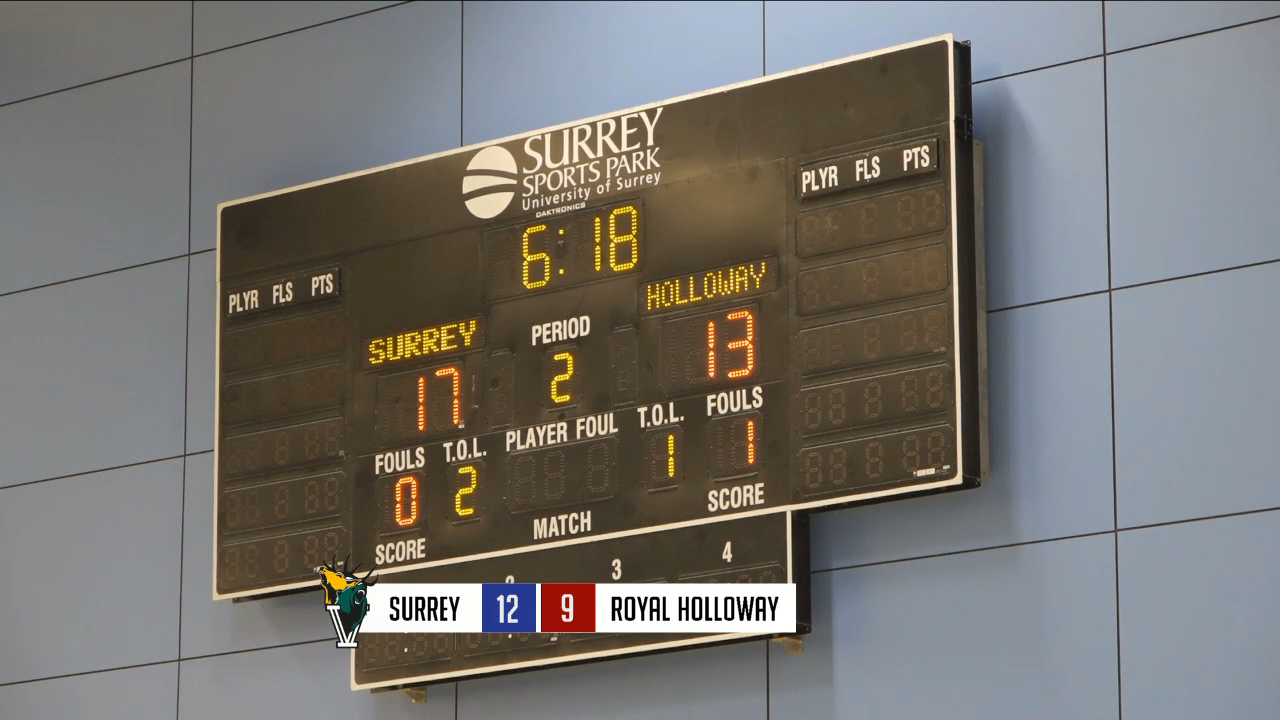 SURREY
SPORTS PARK
University of Surrey
DAKTRONICS
6:18
PLYR FLS PTS
PLYR FLS PTS
SURREY
HOLLOWAY
17
PERIOD
2
13
FOULS
T.O.L.
PLAYER FOUL
T.O.L.
FOULS
0
2
1
1
SCORE
MATCH
SCORE
3
4
V
SURREY 12 9 ROYAL HOLLOWAY